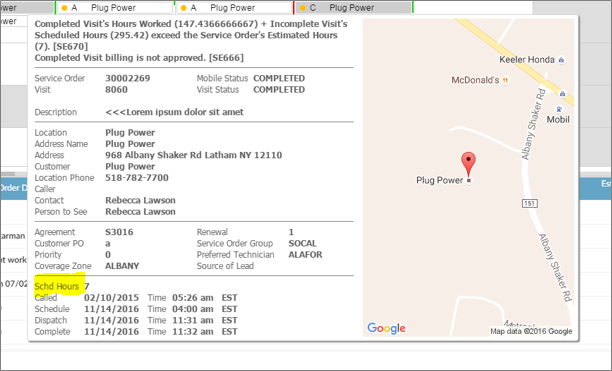 Power
A Plug Power
A Plug Power
C Plug Power
Power
Completed Visit's Hours Worked (147.4366666667) + Incomplete Visit's
Scheduled Hours (295.42) exceed the Service Order's Estimated Hours
(7). [SE670]
Completed Visit billing is not approved. [SE666]
Service Order 30002269 Mobile Status COMPLETED
Visit 8060 Visit Status COMPLETED
Description <<<Lorem ipsum dolor sit amet
Location Plug Power
Address Name Plug Power
Address 968 Albany Shaker Rd Latham NY 12110
Customer Plug Power
Location Phone 518-782-7700
Caller
Contact Rebecca Lawson
Person to See Rebecca Lawson
Agreement S3016 Renewal 1
Customer PO a Service Order Group SOCAL
Priority 0 Preferred Technician ALAFOR
Coverage Zone ALBANY Source of Lead
Schd Hours 7
Called 02/10/2015 Time 05:26 am EST
Schedule 11/14/2016 Time 04:00 am EST
Dispatch 11/14/2016 Time 11:31 am EST
Complete 11/14/2016 Time 11:32 am EST
Keeler Honda
McDonald's
Mobil
Albany Shaker Rd
Plug Power
151
Albany Shaker Rd
Google
Map data ©2016 Google
Order D
Est
arman
ot work
n 07/02